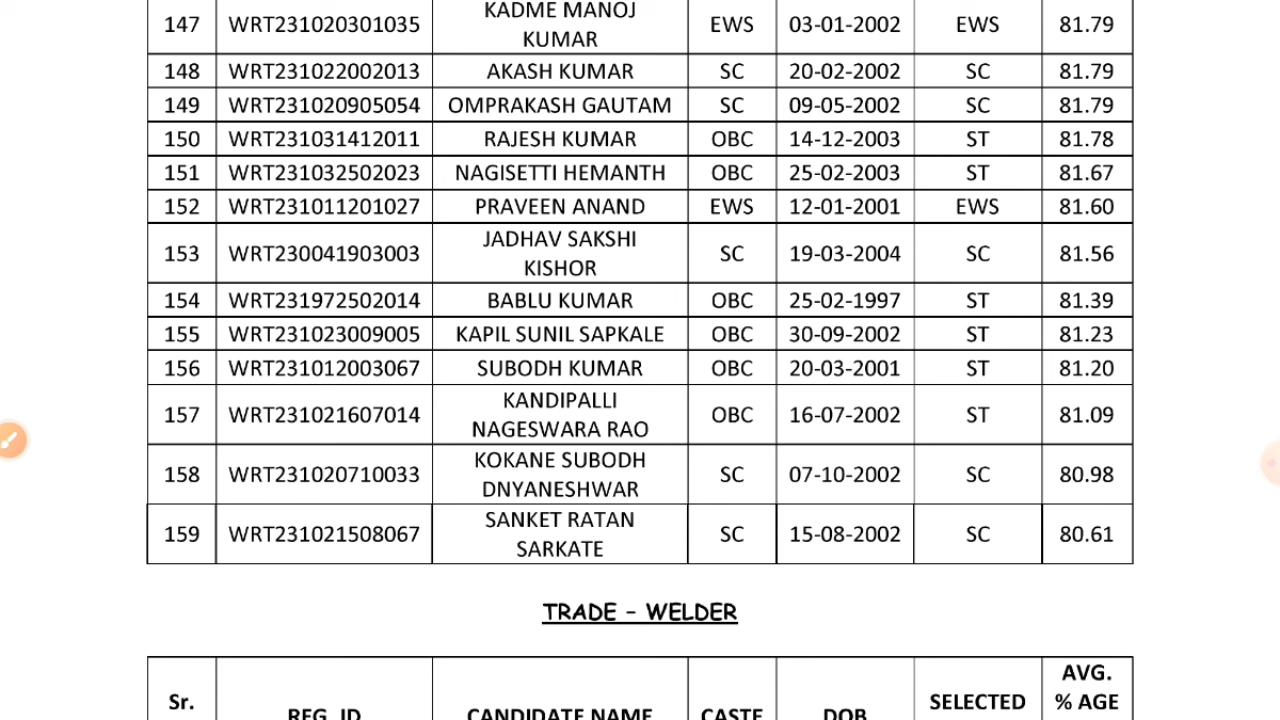 147 WRT231020301035 KADME MANOJ KUMAR EWS 03-01-2002 EWS 81.79
148 WRT231022002013 AKASH KUMAR SC 20-02-2002 SC 81.79
149 WRT231020905054 OMPRAKASH GAUTAM SC 09-05-2002 SC 81.79
150 WRT231031412011 RAJESH KUMAR OBC 14-12-2003 ST 81.78
151 WRT231032502023 NAGISETTI HEMANTH OBC 25-02-2003 ST 81.67
152 WRT231011201027 PRAVEEN ANAND EWS 12-01-2001 EWS 81.60
153 WRT230041903003 JADHAV SAKSHI KISHOR SC 19-03-2004 SC 81.56
154 WRT231972502014 BABLU KUMAR OBC 25-02-1997 ST 81.39
155 WRT231023009005 KAPIL SUNIL SAPKALE OBC 30-09-2002 ST 81.23
156 WRT231012003067 SUBODH KUMAR OBC 20-03-2001 ST 81.20
157 WRT231021607014 KANDIPALLI NAGESWARA RAO OBC 16-07-2002 ST 81.09
158 WRT231020710033 KOKANE SUBODH DNYANESHWAR SC 07-10-2002 SC 80.98
159 WRT231021508067 SANKET RATAN SARKATE SC 15-08-2002 SC 80.61
TRADE – WELDER
Sr. REG. ID CANDIDATE NAME CASTE DOB SELECTED AVG. % AGE